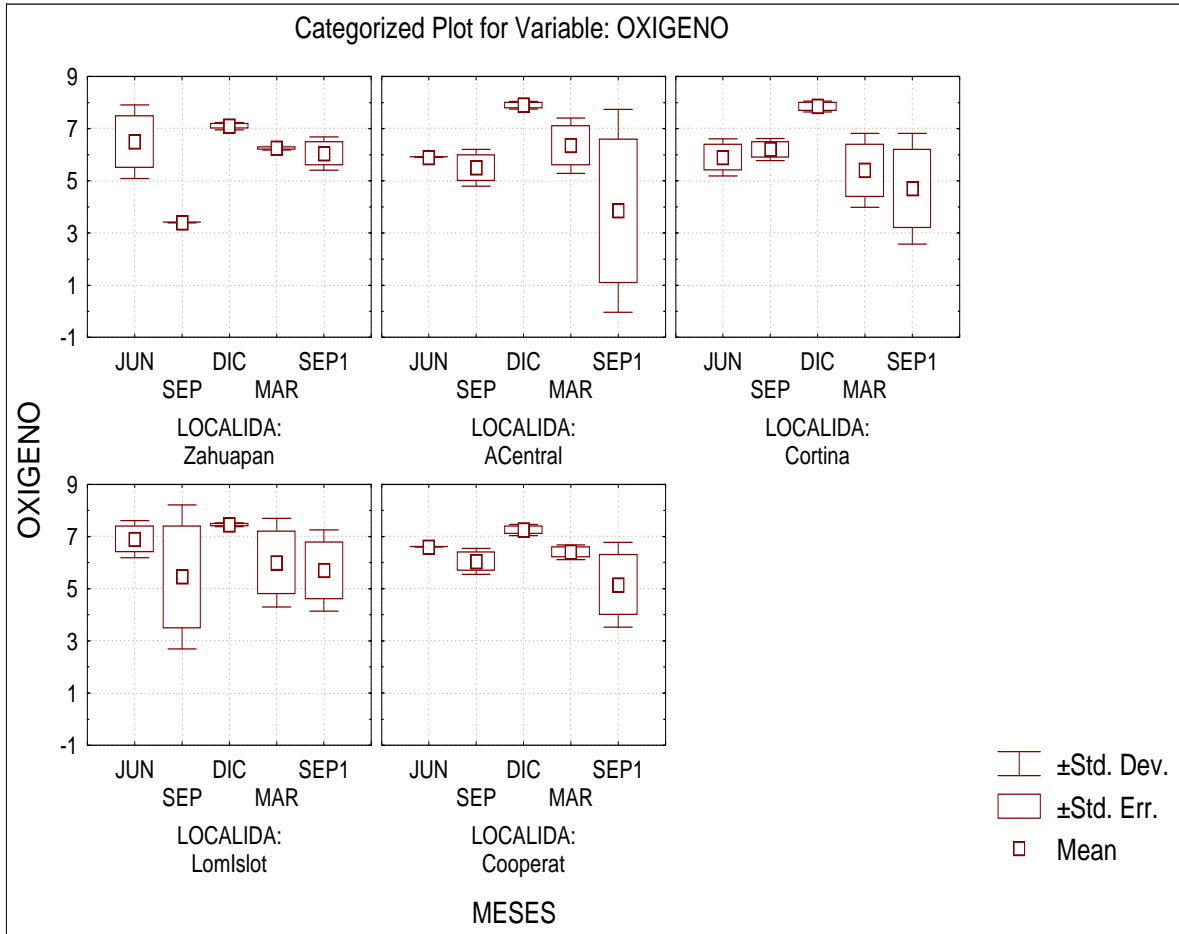 Categorized Plot for Variable: OXIGENO
OXIGENO
9
7
5
3
1
-1
JUN SEP DIC MAR SEP1
LOCALIDA:
Zahuapan
JUN SEP DIC MAR SEP1
LOCALIDA:
ACentral
JUN SEP DIC MAR SEP1
LOCALIDA:
Cortina
9
7
5
3
1
-1
JUN SEP DIC MAR SEP1
LOCALIDA:
LomIslot
JUN SEP DIC MAR SEP1
LOCALIDA:
Cooperat
MESES
±Std. Dev.
±Std. Err.
Mean